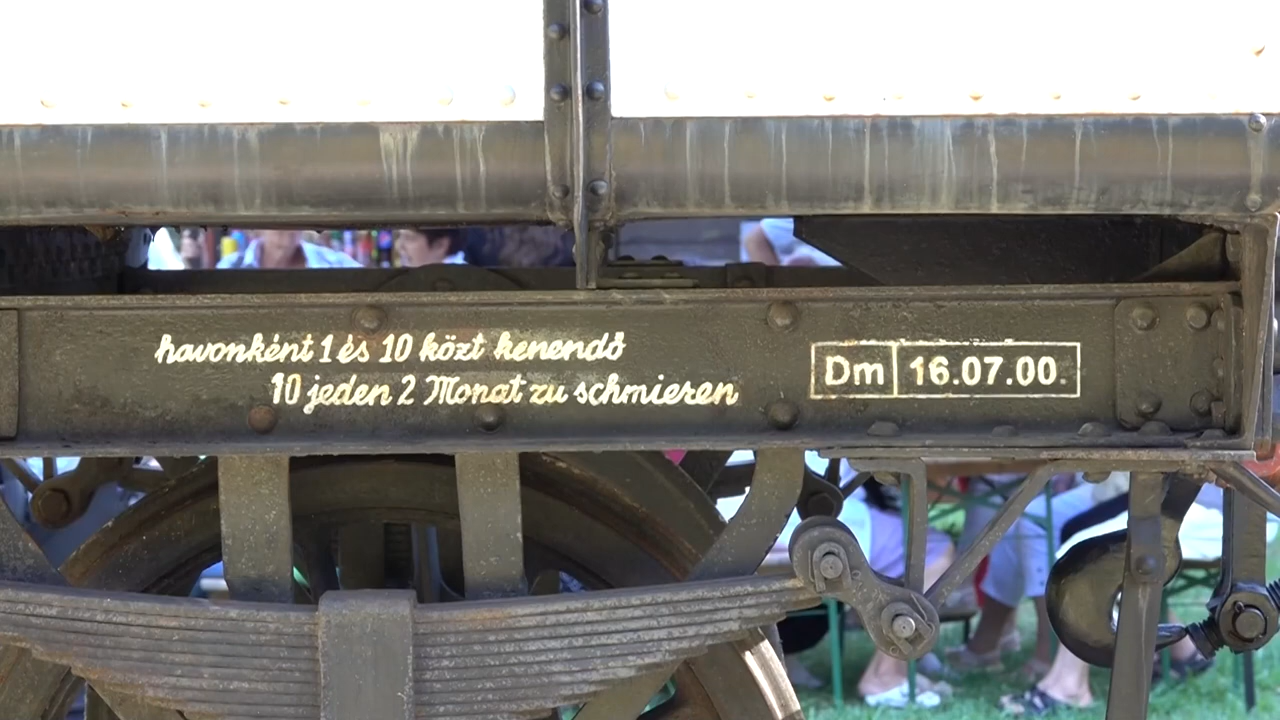 havonként 1 és 10 közt kenendő
10 jeden 2 Monat zu schmieren
Dm 16.07.00.